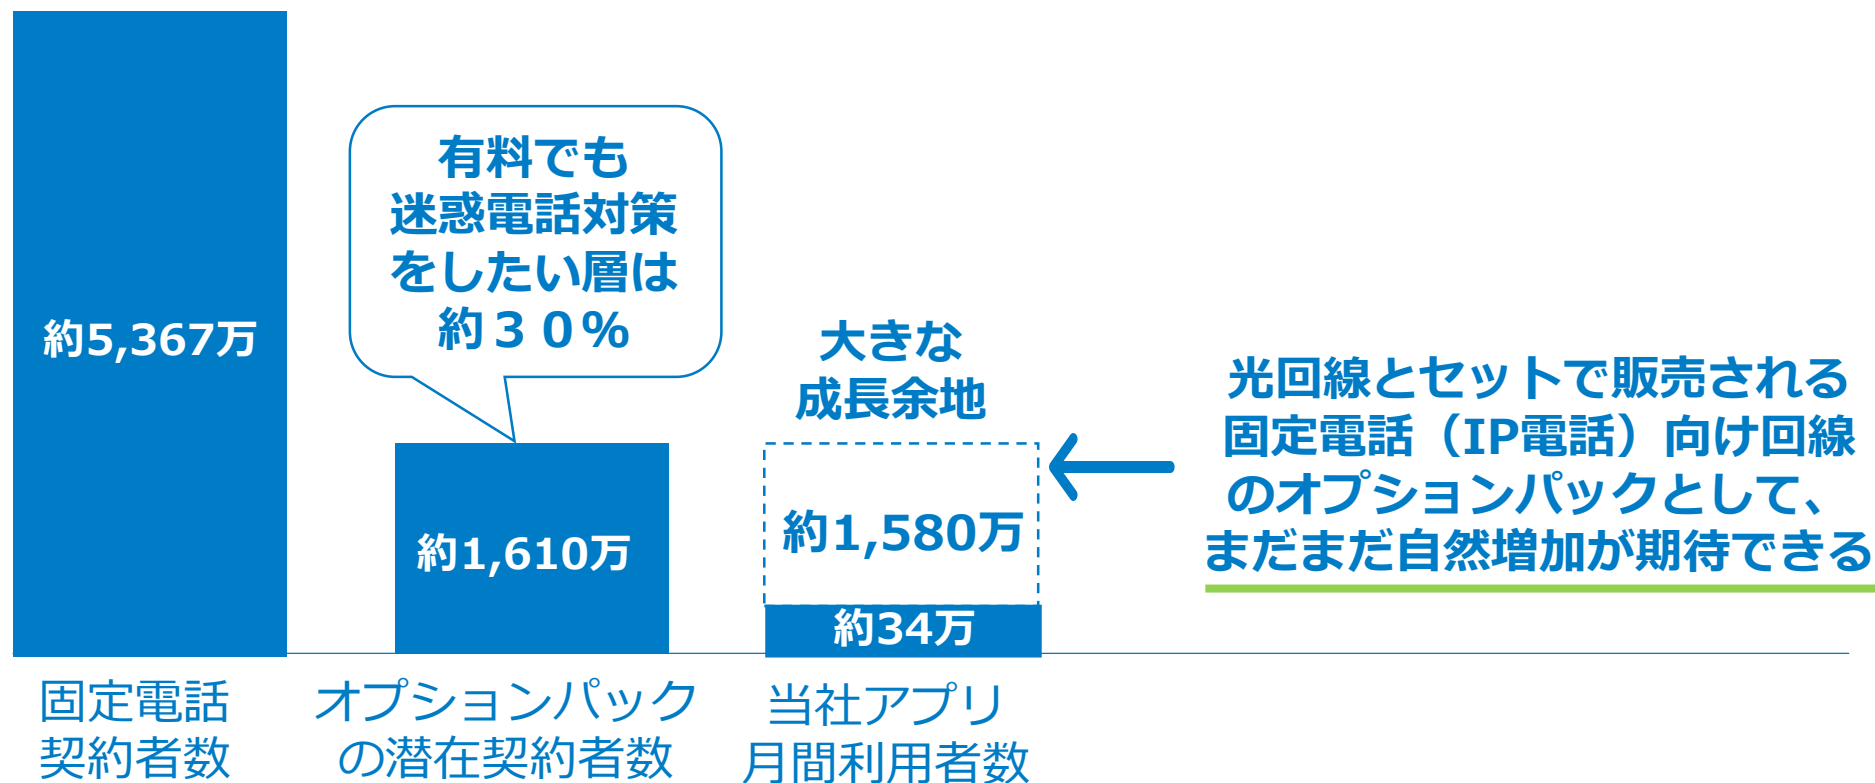 約5,367万
固定電話
契約者数
有料でも
迷惑電話対策
をしたい層は
約３０%
約1,610万
オプションパック
の潜在契約者数
大きな
成長余地
約1,580万
約34万
当社アプリ
月間利用者数
光回線とセットで販売される
固定電話（IP電話）向け回線
のオプションパックとして、
まだまだ自然増加が期待できる